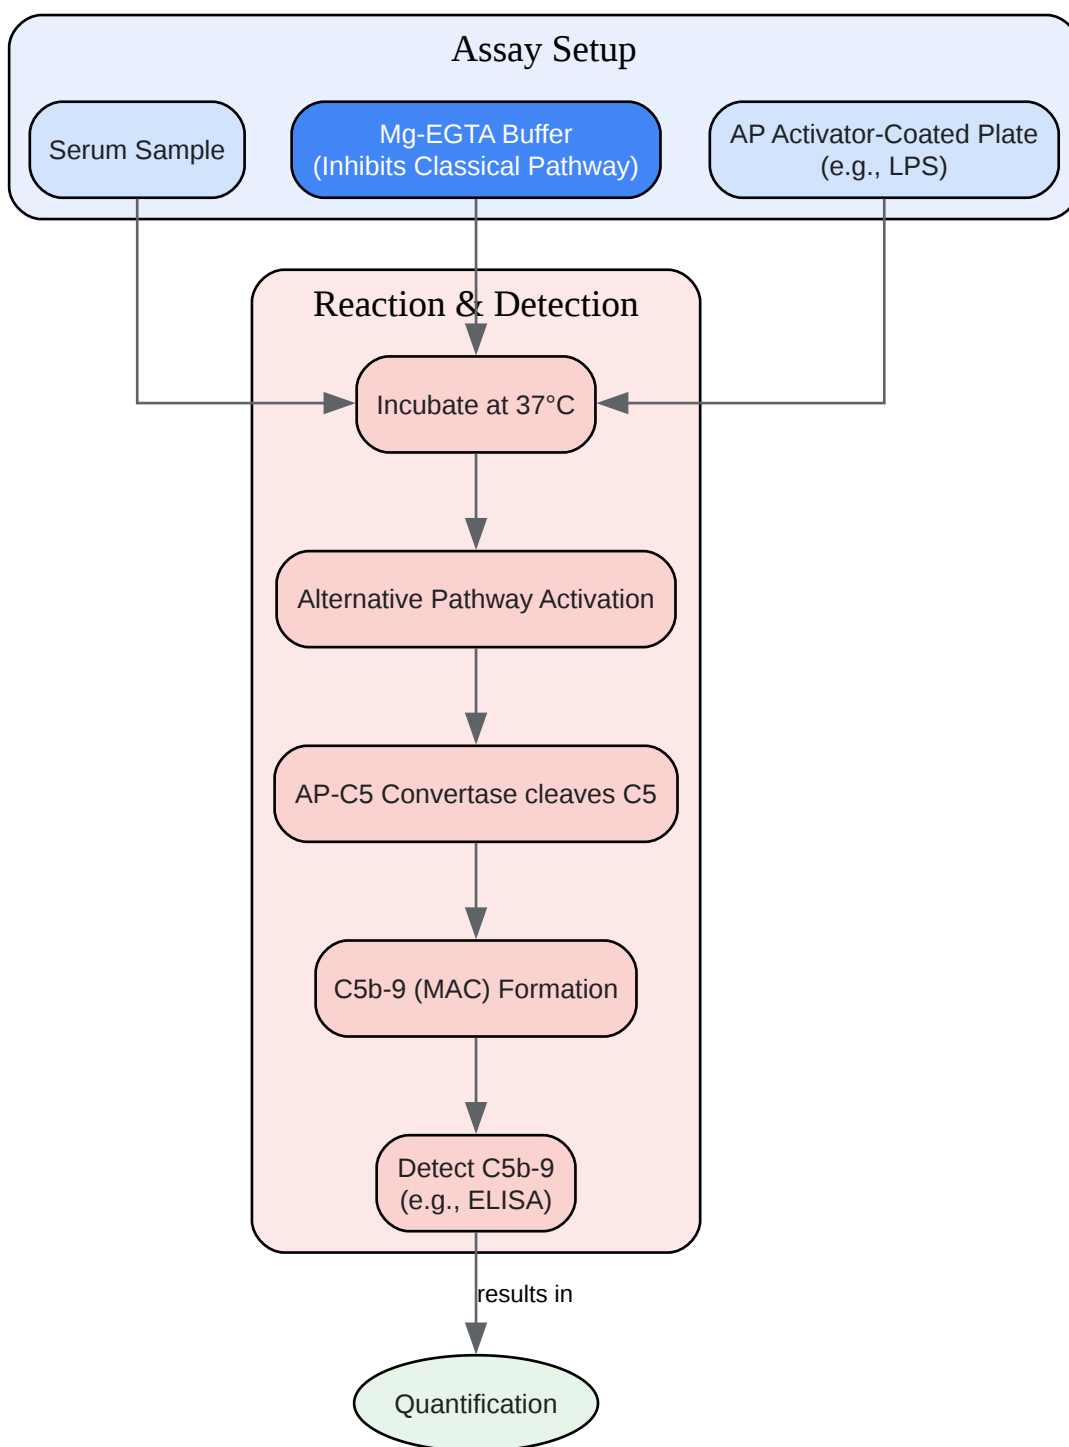 Assay Setup
Serum Sample
Mg-EGTA Buffer
(Inhibits Classical Pathway)
AP Activator-Coated Plate
(e.g., LPS)
Reaction & Detection
Incubate at 37°C
Alternative Pathway Activation
AP-C5 Convertase cleaves C5
C5b-9 (MAC) Formation
Detect C5b-9
(e.g., ELISA)
results in
Quantification